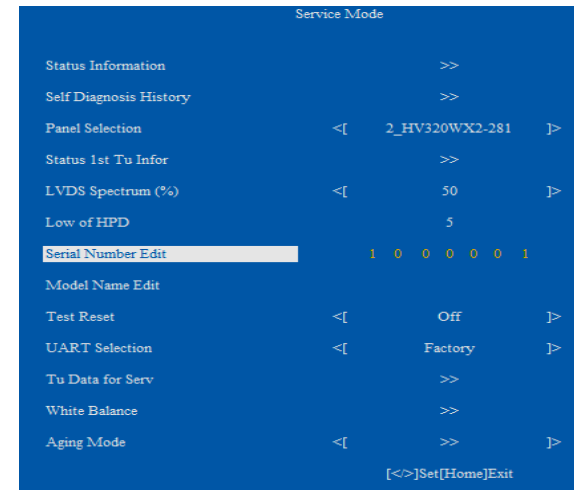 Service Mode
Status Information >>
Self Diagnosis History >>
Panel Selection <[ 2_HV320WX2-281 ]>
Status 1st Tu Infor >>
LVDS Spectrum (%) <[ 50 ]>
Low of HPD 5
Serial Number Edit 1 0 0 0 0 0 1
Model Name Edit
Test Reset <[ Off ]>
UART Selection <[ Factory ]>
Tu Data for Serv >>
White Balance >>
Aging Mode <[ >> ]>
[</>]Set[Home]Exit